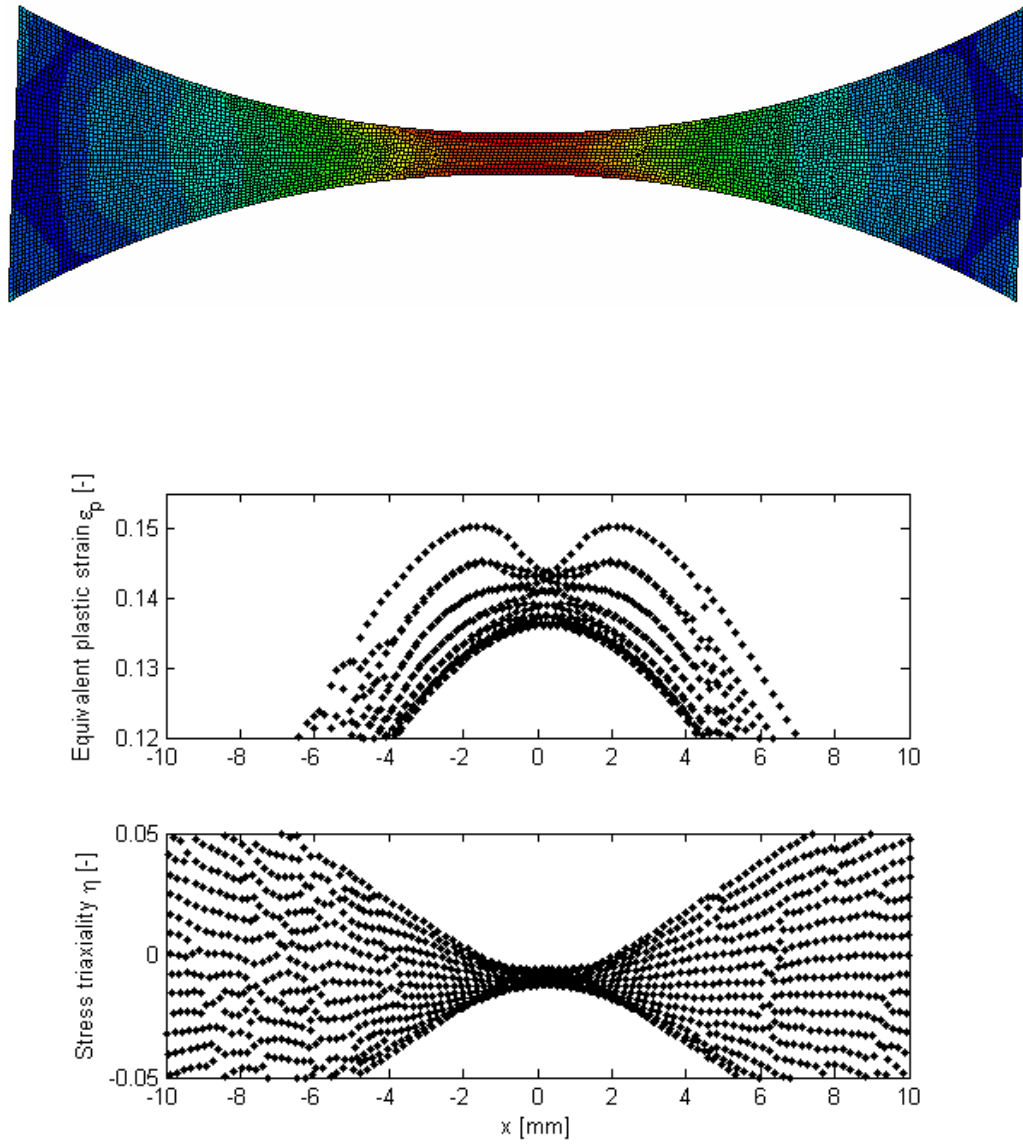 Equivalent plastic strain εp [-]
0.15
0.14
0.13
0.12
-10 -8 -6 -4 -2 0 2 4 6 8 10
Stress triaxiality η [-]
0.05
0
-0.05
-10 -8 -6 -4 -2 0 2 4 6 8 10
x [mm]